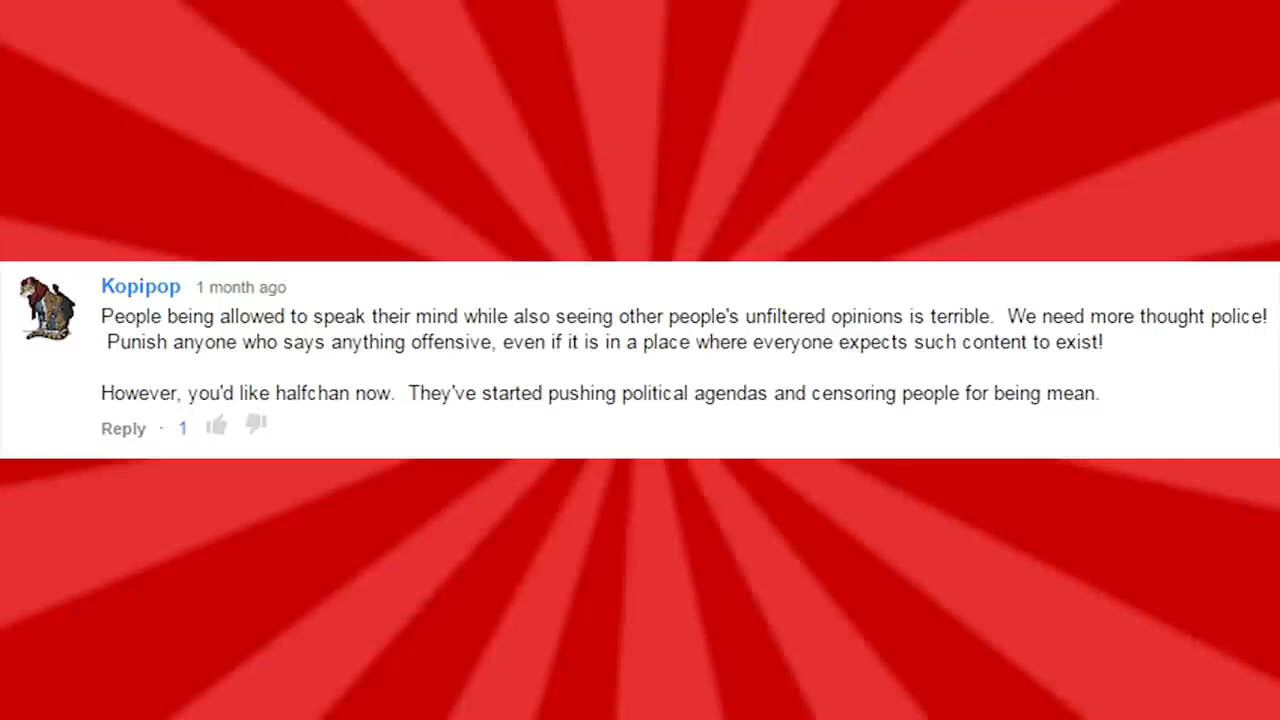 Kopipop 1 month ago
People being allowed to speak their mind while also seeing other people's unfiltered opinions is terrible.  We need more thought police!
Punish anyone who says anything offensive, even if it is in a place where everyone expects such content to exist!
However, you'd like halfchan now.  They've started pushing political agendas and censoring people for being mean.
Reply · 1